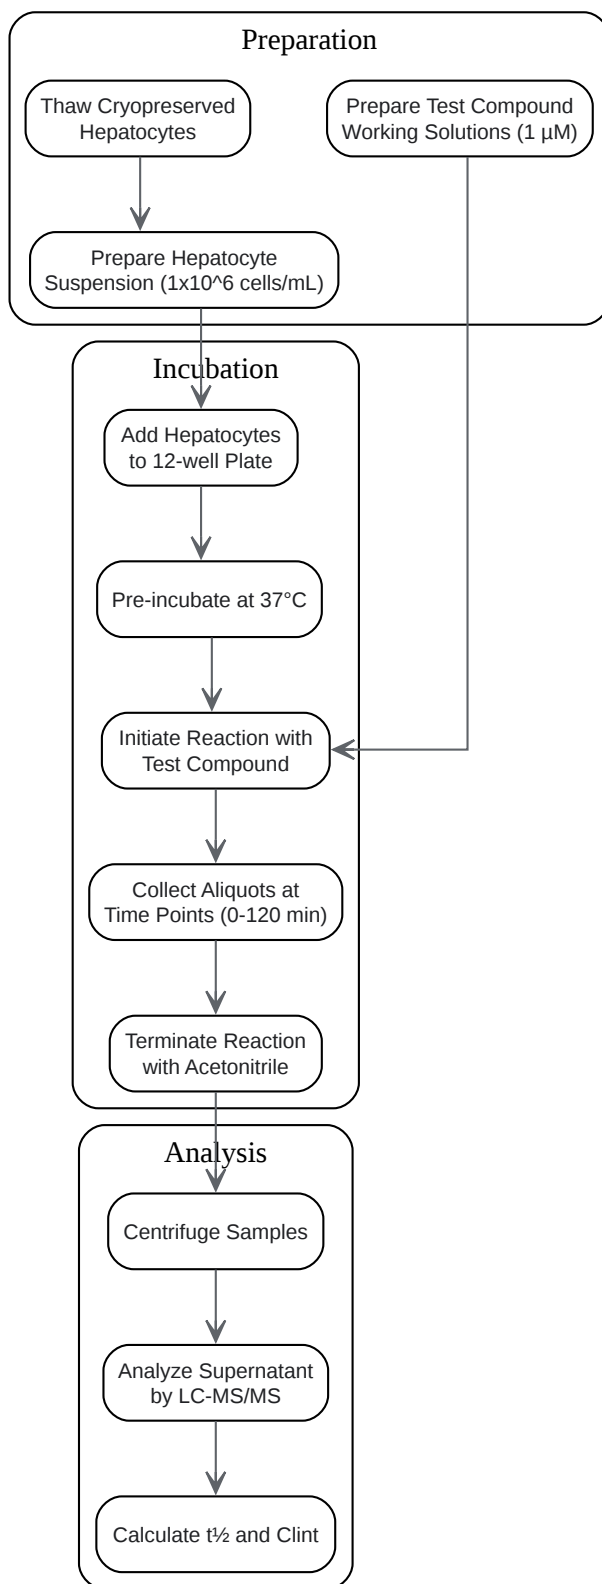 Preparation
Thaw Cryopreserved
Hepatocytes
Prepare Test Compound
Working Solutions (1 µM)
Prepare Hepatocyte
Suspension (1x10^6 cells/mL)
Incubation
Add Hepatocytes
to 12-well Plate
Pre-incubate at 37°C
Initiate Reaction with
Test Compound
Collect Aliquots at
Time Points (0-120 min)
Terminate Reaction
with Acetonitrile
Analysis
Centrifuge Samples
Analyze Supernatant
by LC-MS/MS
Calculate t½ and Clint